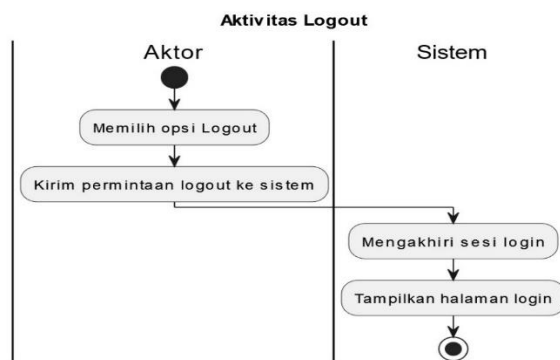 Aktivitas Logout
Aktor
Sistem
Memilih opsi Logout
Kirim permintaan logout ke sistem
Mengakhiri sesi login
Tampilkan halaman login